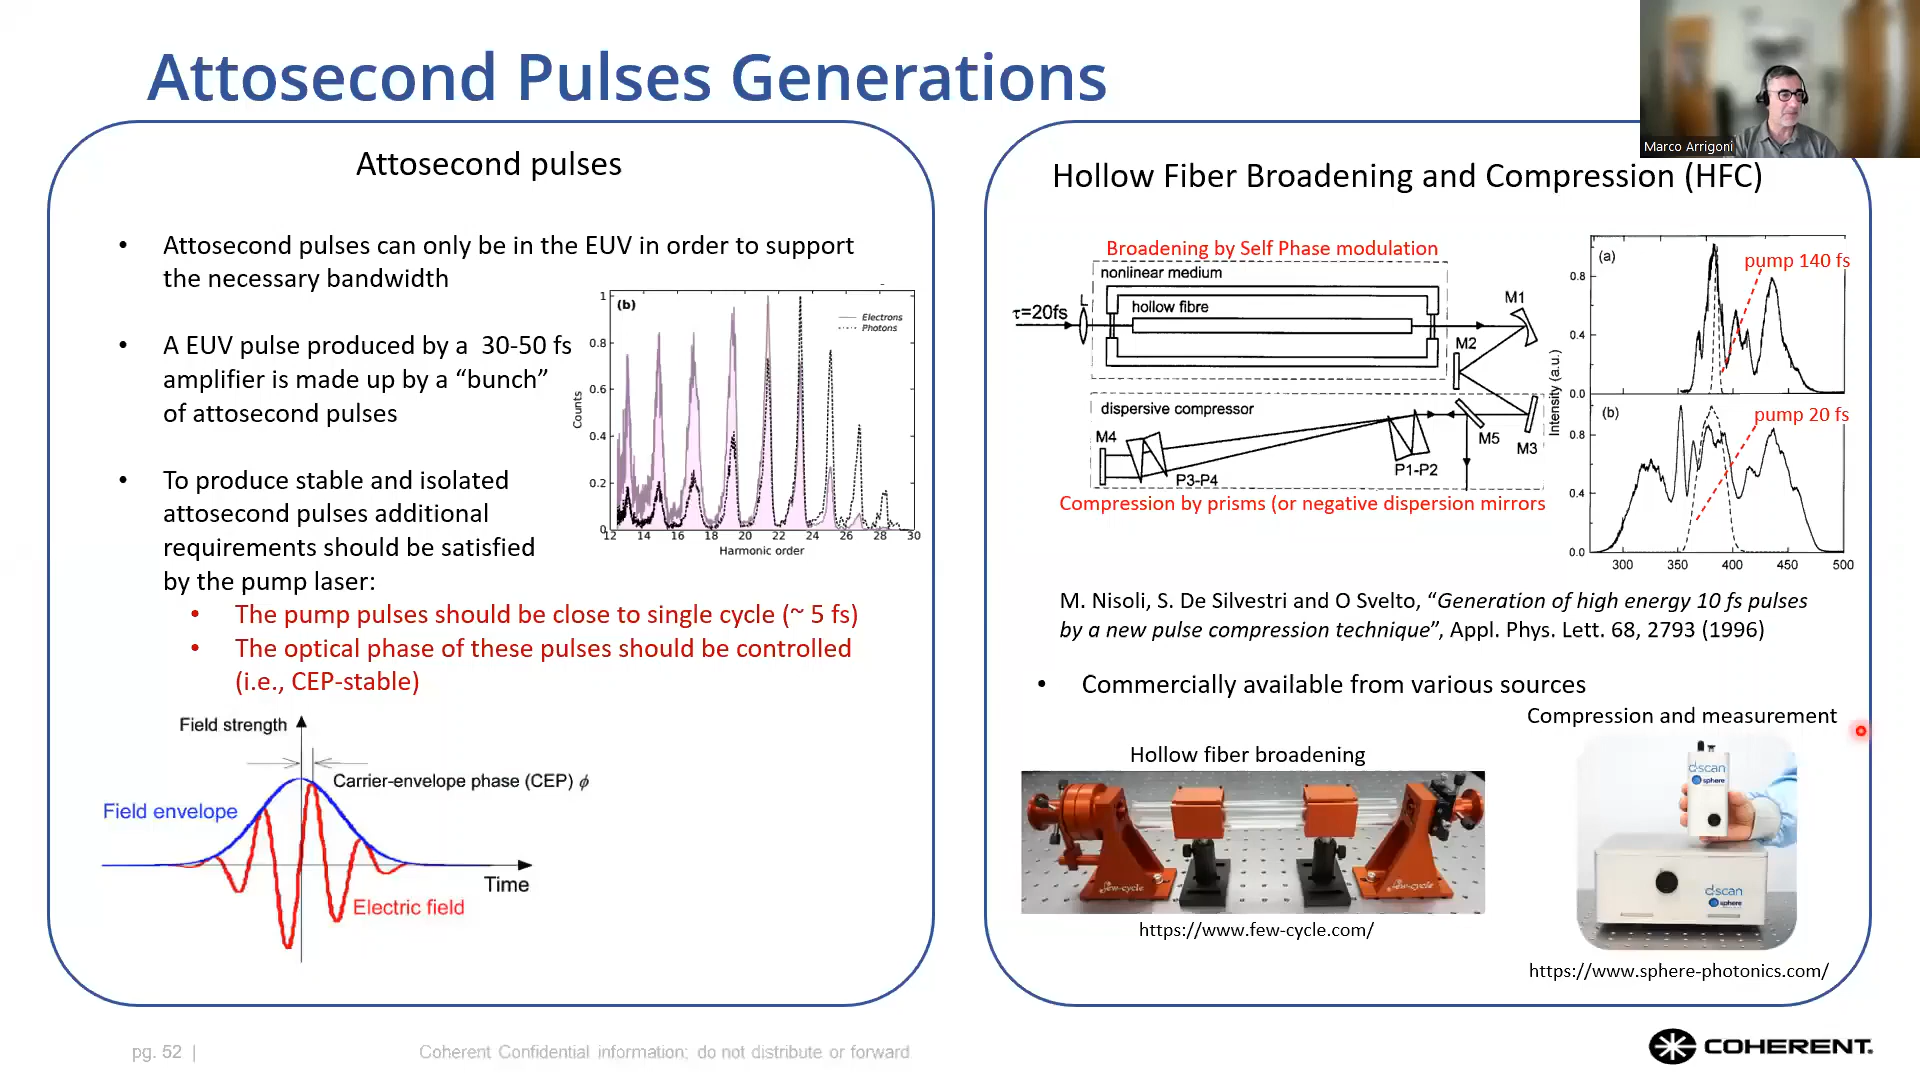 Attosecond Pulses Generations
Marco Arrigoni
Attosecond pulses
• Attosecond pulses can only be in the EUV in order to support
the necessary bandwidth
• A EUV pulse produced by a 30-50 fs
amplifier is made up by a “bunch”
of attosecond pulses
• To produce stable and isolated
attosecond pulses additional
requirements should be satisfied
by the pump laser:
• The pump pulses should be close to single cycle (~ 5 fs)
• The optical phase of these pulses should be controlled
(i.e., CEP-stable)
(b)
Electrons
Photons
Counts
1
0.8
0.6
0.4
0.2
0
12 14 16 18 20 22 24 26 28 30
Harmonic order
Field strength
Carrier-envelope phase (CEP) ϕ
Field envelope
Time
Electric field
Hollow Fiber Broadening and Compression (HFC)
Broadening by Self Phase modulation
nonlinear medium
hollow fibre
τ=20fs
L
M1
M2
dispersive compressor
M4
M5
M3
P1-P2
P3-P4
Compression by prisms (or negative dispersion mirrors
(a)
pump 140 fs
0.8
0.4
0.0
Intensity (a.u.)
(b)
pump 20 fs
0.8
0.4
0.0
300 350 400 450 500
M. Nisoli, S. De Silvestri and O Svelto, “Generation of high energy 10 fs pulses
by a new pulse compression technique”, Appl. Phys. Lett. 68, 2793 (1996)
• Commercially available from various sources
Compression and measurement
Hollow fiber broadening
few-cycle
few-cycle
d-scan
sphere
d-scan
sphere
https://www.few-cycle.com/
https://www.sphere-photonics.com/
pg. 52 |
Coherent Confidential information; do not distribute or forward
COHERENT.